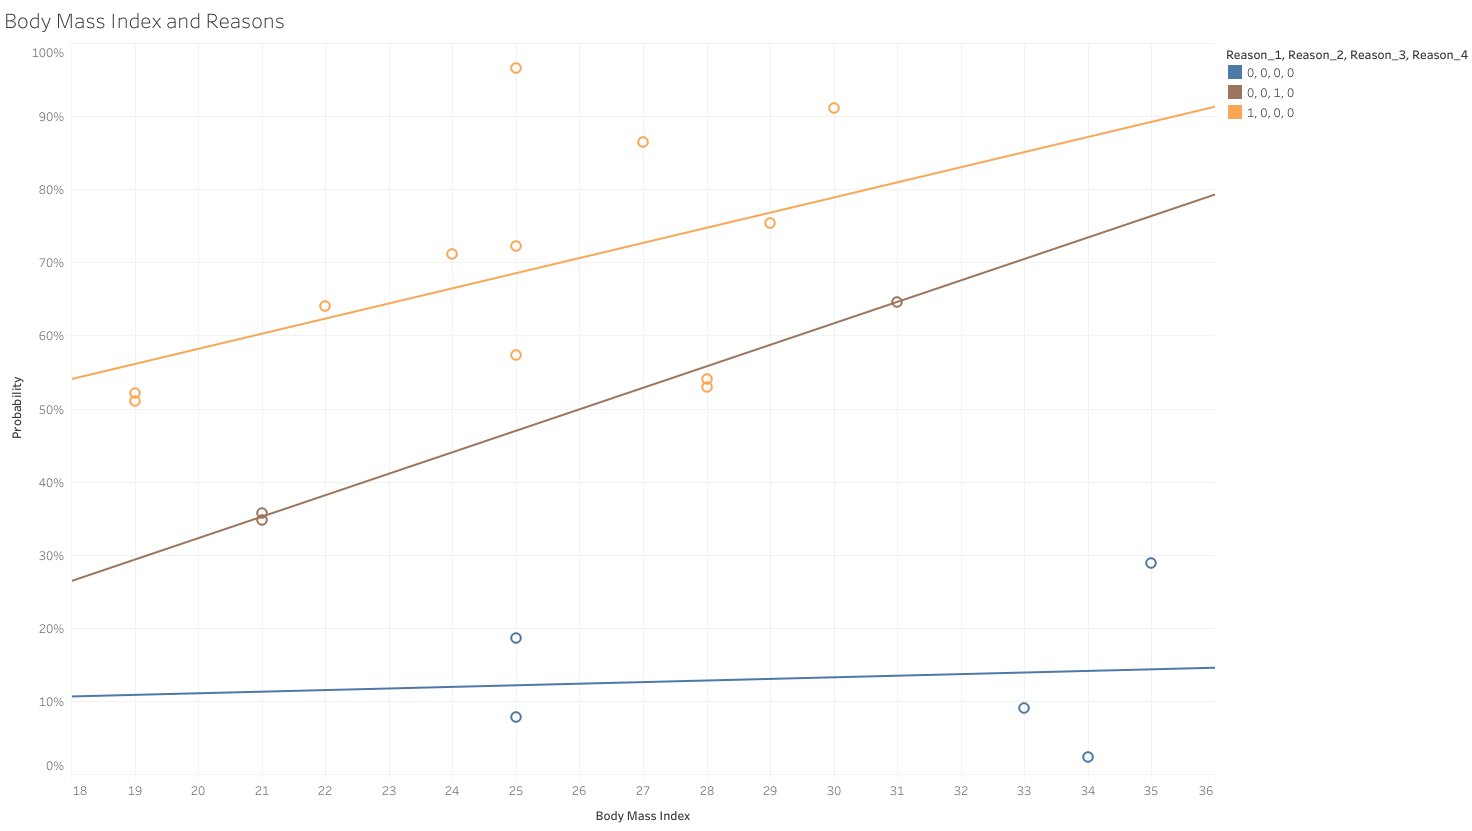 Body Mass Index and Reasons
100%
90%
80%
70%
60%
50%
40%
30%
20%
10%
0%
Probability
18 19 20 21 22 23 24 25 26 27 28 29 30 31 32 33 34 35 36
Body Mass Index
Reason_1, Reason_2, Reason_3, Reason_4
0, 0, 0, 0
0, 0, 1, 0
1, 0, 0, 0